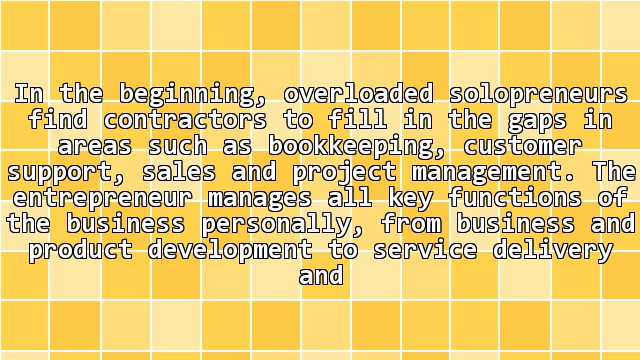 In the beginning, overloaded solopreneurs
find contractors to fill in the gaps in
areas such as bookkeeping, customer
support, sales and project management. The
entrepreneur manages all key functions of
the business personally, from business and
product development to service delivery
and